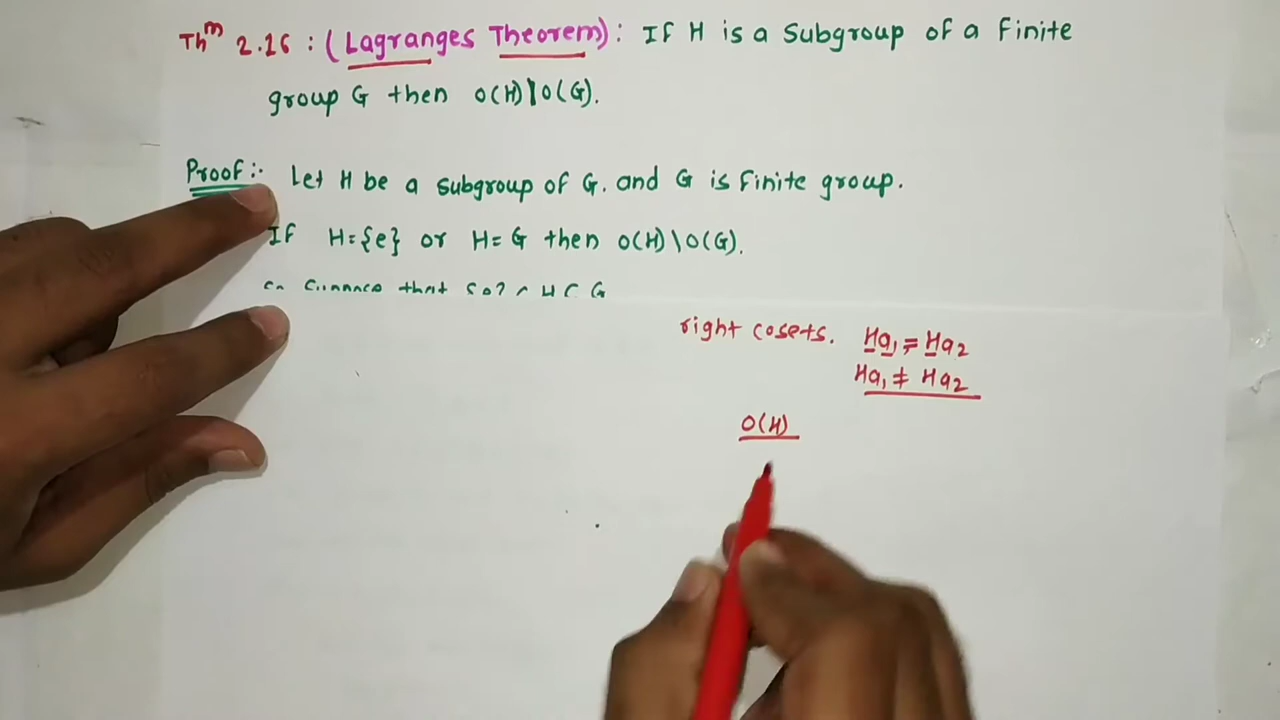 Thm 2.16 : (Lagranges Theorem) : If H is a Subgroup of a Finite
group G then O(H)|O(G).
Proof :- Let H be a subgroup of G. and G is Finite group.
If H={e} or H=G then O(H)\O(G).
right cosets. Ha₁ = Ha₂
Ha₁ ≠ Ha₂
O(H)